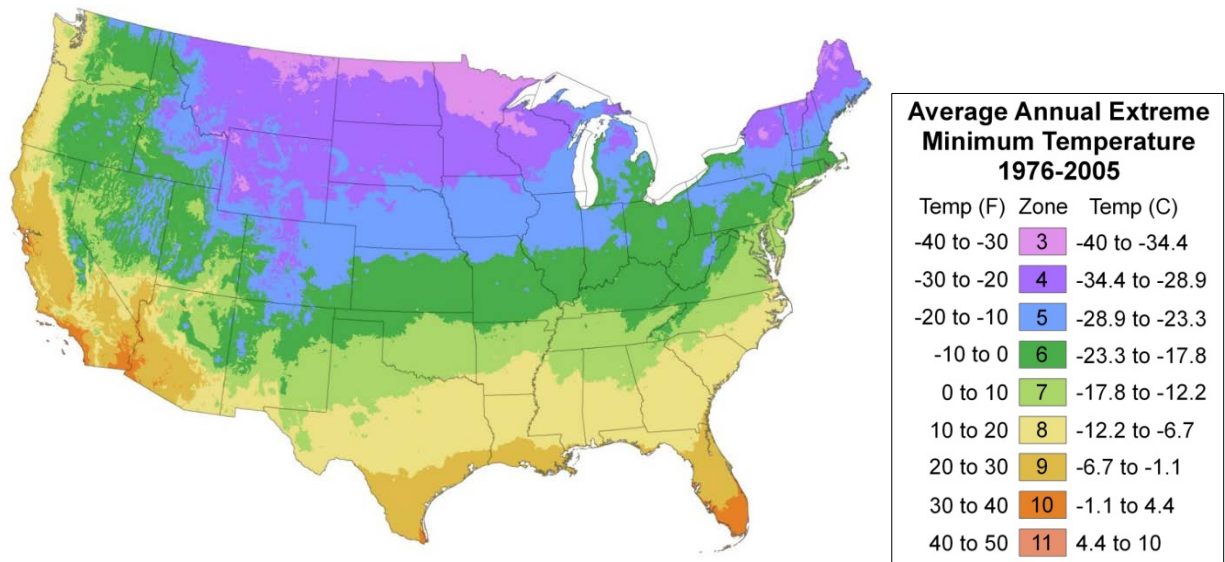 Average Annual Extreme
Minimum Temperature
1976-2005
Temp (F) Zone Temp (C)
-40 to -30 3 -40 to -34.4
-30 to -20 4 -34.4 to -28.9
-20 to -10 5 -28.9 to -23.3
-10 to 0 6 -23.3 to -17.8
0 to 10 7 -17.8 to -12.2
10 to 20 8 -12.2 to -6.7
20 to 30 9 -6.7 to -1.1
30 to 40 10 -1.1 to 4.4
40 to 50 11 4.4 to 10